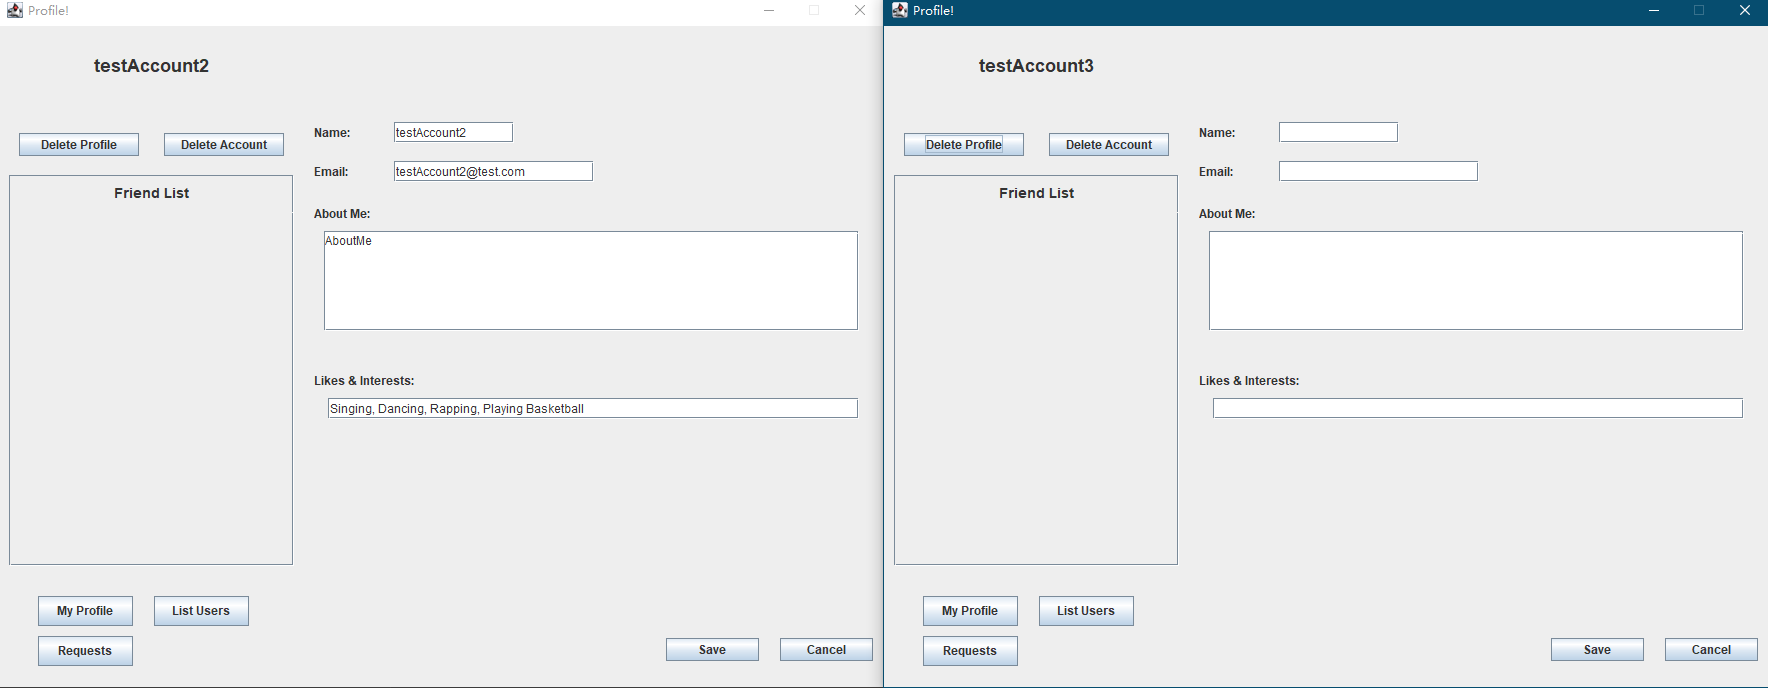 Profile!
testAccount2
Delete Profile Delete Account
Name: testAccount2
Email: testAccount2@test.com
Friend List
About Me:
AboutMe
Likes & Interests:
Singing, Dancing, Rapping, Playing Basketball
My Profile List Users
Requests
Save Cancel
Profile!
testAccount3
Delete Profile Delete Account
Name:
Email:
Friend List
About Me:
Likes & Interests:
My Profile List Users
Requests
Save Cancel